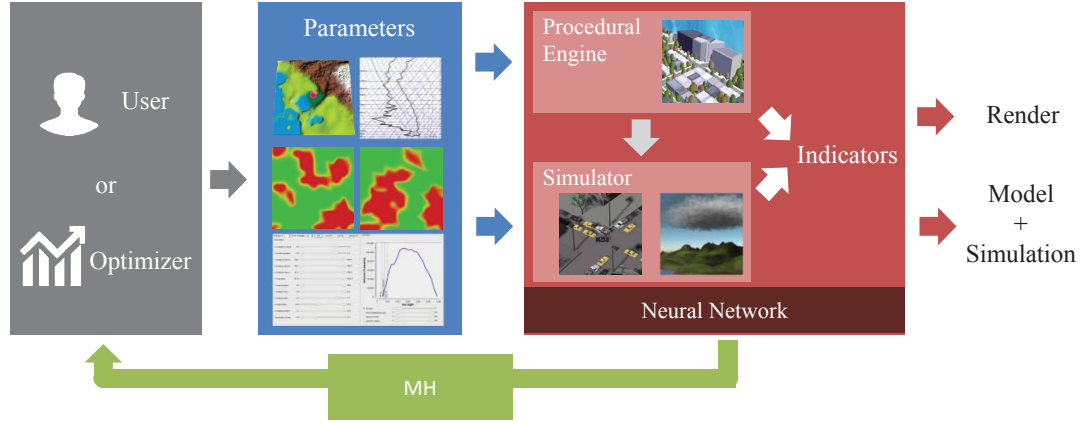 User
or
Optimizer
Parameters
Procedural
Engine
Simulator
Indicators
Neural Network
Render
Model
+
Simulation
MH